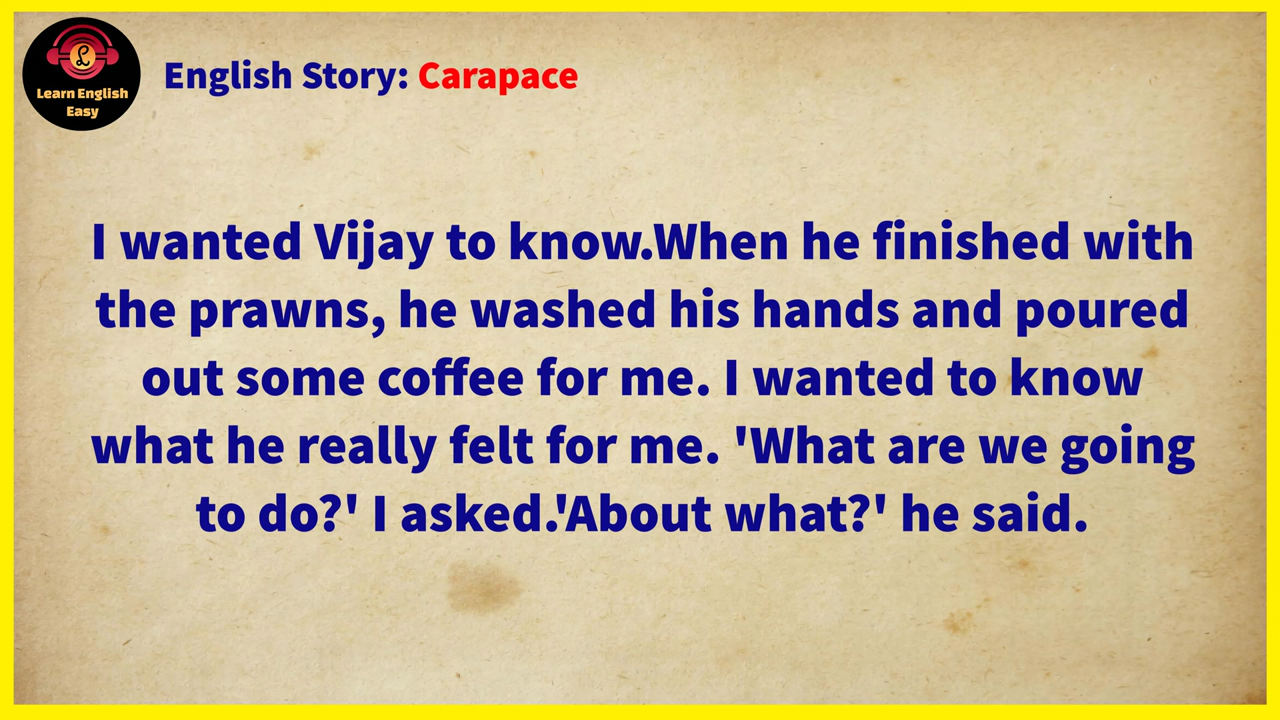 Learn English
Easy
English Story: Carapace
I wanted Vijay to know.When he finished with
the prawns, he washed his hands and poured
out some coffee for me. I wanted to know
what he really felt for me. 'What are we going
to do?' I asked.'About what?' he said.